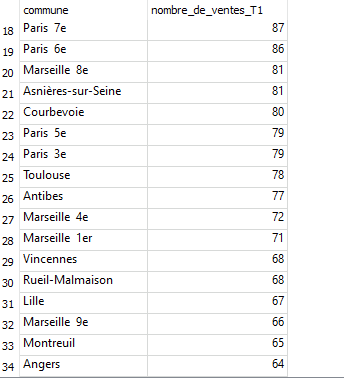 commune nombre_de_ventes_T1
18 Paris 7e 87
19 Paris 6e 86
20 Marseille 8e 81
21 Asnières-sur-Seine 81
22 Courbevoie 80
23 Paris 5e 79
24 Paris 3e 79
25 Toulouse 78
26 Antibes 77
27 Marseille 4e 72
28 Marseille 1er 71
29 Vincennes 68
30 Rueil-Malmaison 68
31 Lille 67
32 Marseille 9e 66
33 Montreuil 65
34 Angers 64